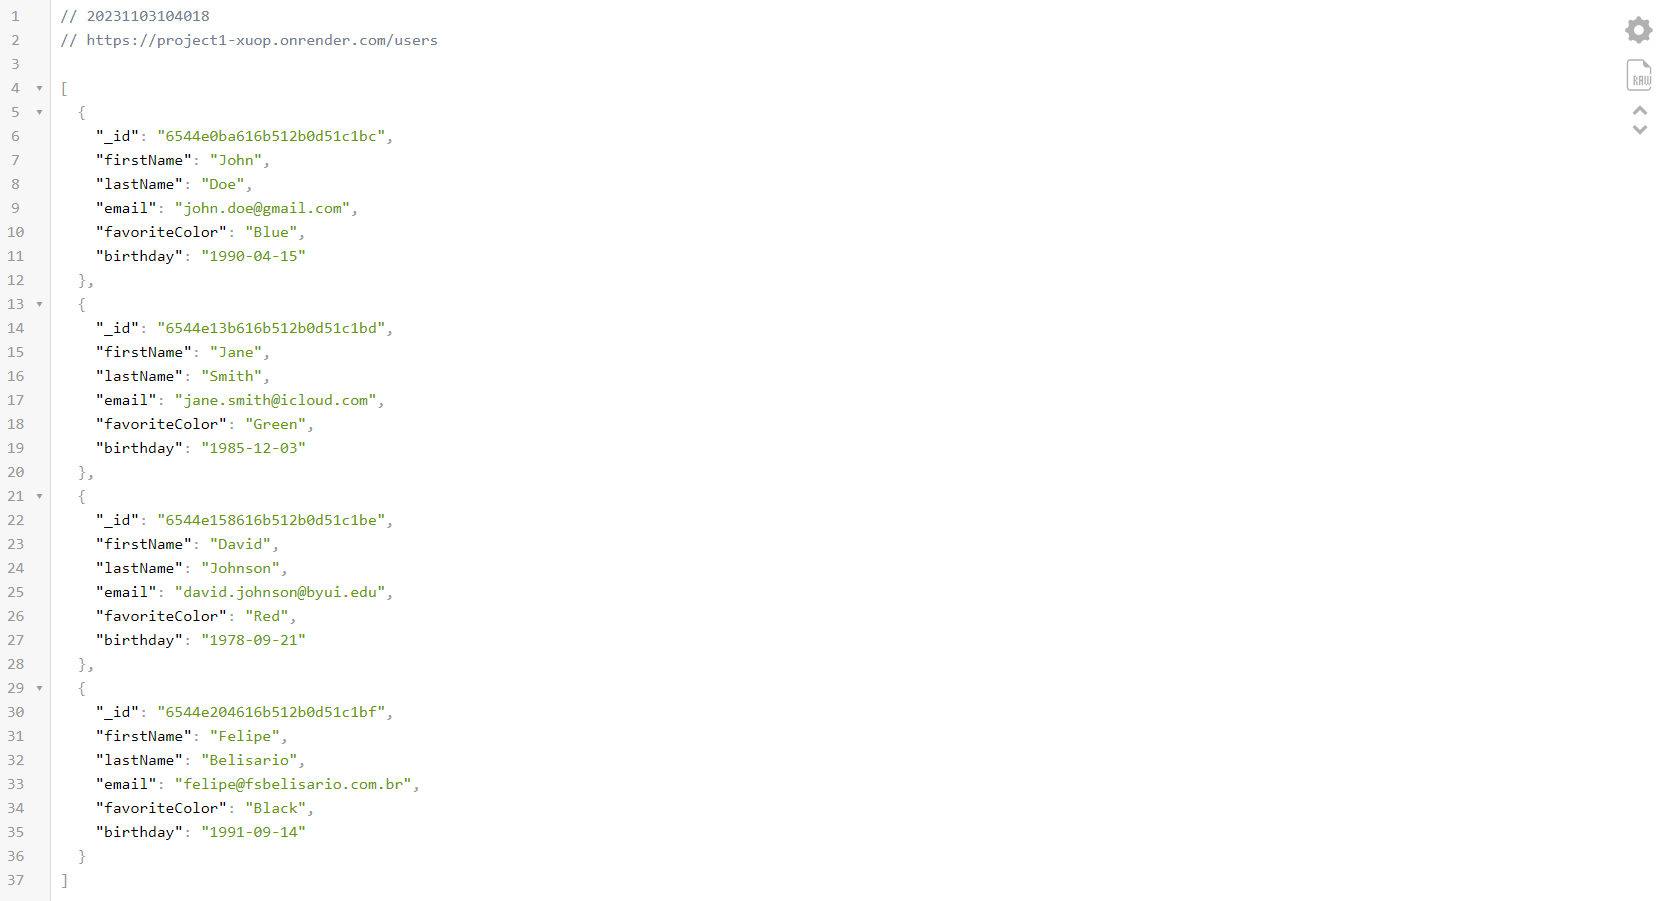 1 // 20231103104018
2 // https://project1-xuop.onrender.com/users
3
4 [
5 {
6 "_id": "6544e0ba616b512b0d51c1bc",
7 "firstName": "John",
8 "lastName": "Doe",
9 "email": "john.doe@gmail.com",
10 "favoriteColor": "Blue",
11 "birthday": "1990-04-15"
12 },
13 {
14 "_id": "6544e13b616b512b0d51c1bd",
15 "firstName": "Jane",
16 "lastName": "Smith",
17 "email": "jane.smith@icloud.com",
18 "favoriteColor": "Green",
19 "birthday": "1985-12-03"
20 },
21 {
22 "_id": "6544e158616b512b0d51c1be",
23 "firstName": "David",
24 "lastName": "Johnson",
25 "email": "david.johnson@byui.edu",
26 "favoriteColor": "Red",
27 "birthday": "1978-09-21"
28 },
29 {
30 "_id": "6544e204616b512b0d51c1bf",
31 "firstName": "Felipe",
32 "lastName": "Belisario",
33 "email": "felipe@fsbelisario.com.br",
34 "favoriteColor": "Black",
35 "birthday": "1991-09-14"
36 }
37 ]
RAW